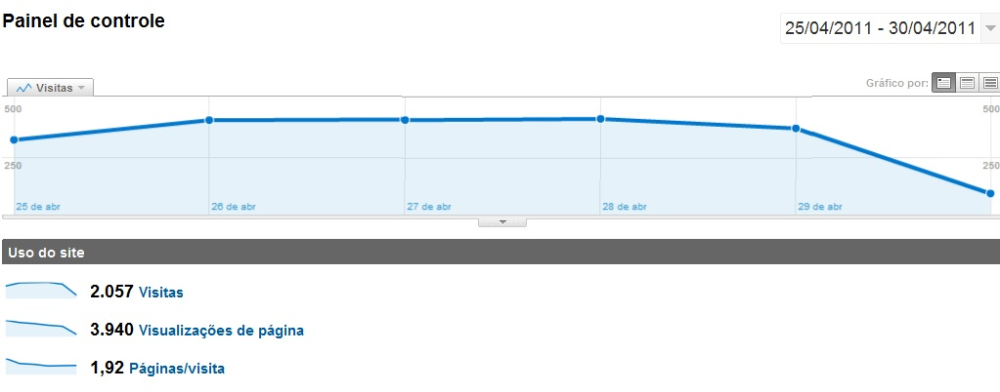 Painel de controle
25/04/2011 - 30/04/2011
Visitas
Gráfico por:
500 500
250 250
25 de abr 26 de abr 27 de abr 28 de abr 29 de abr
Uso do site
2.057 Visitas
3.940 Visualizações de página
1,92 Páginas/visita